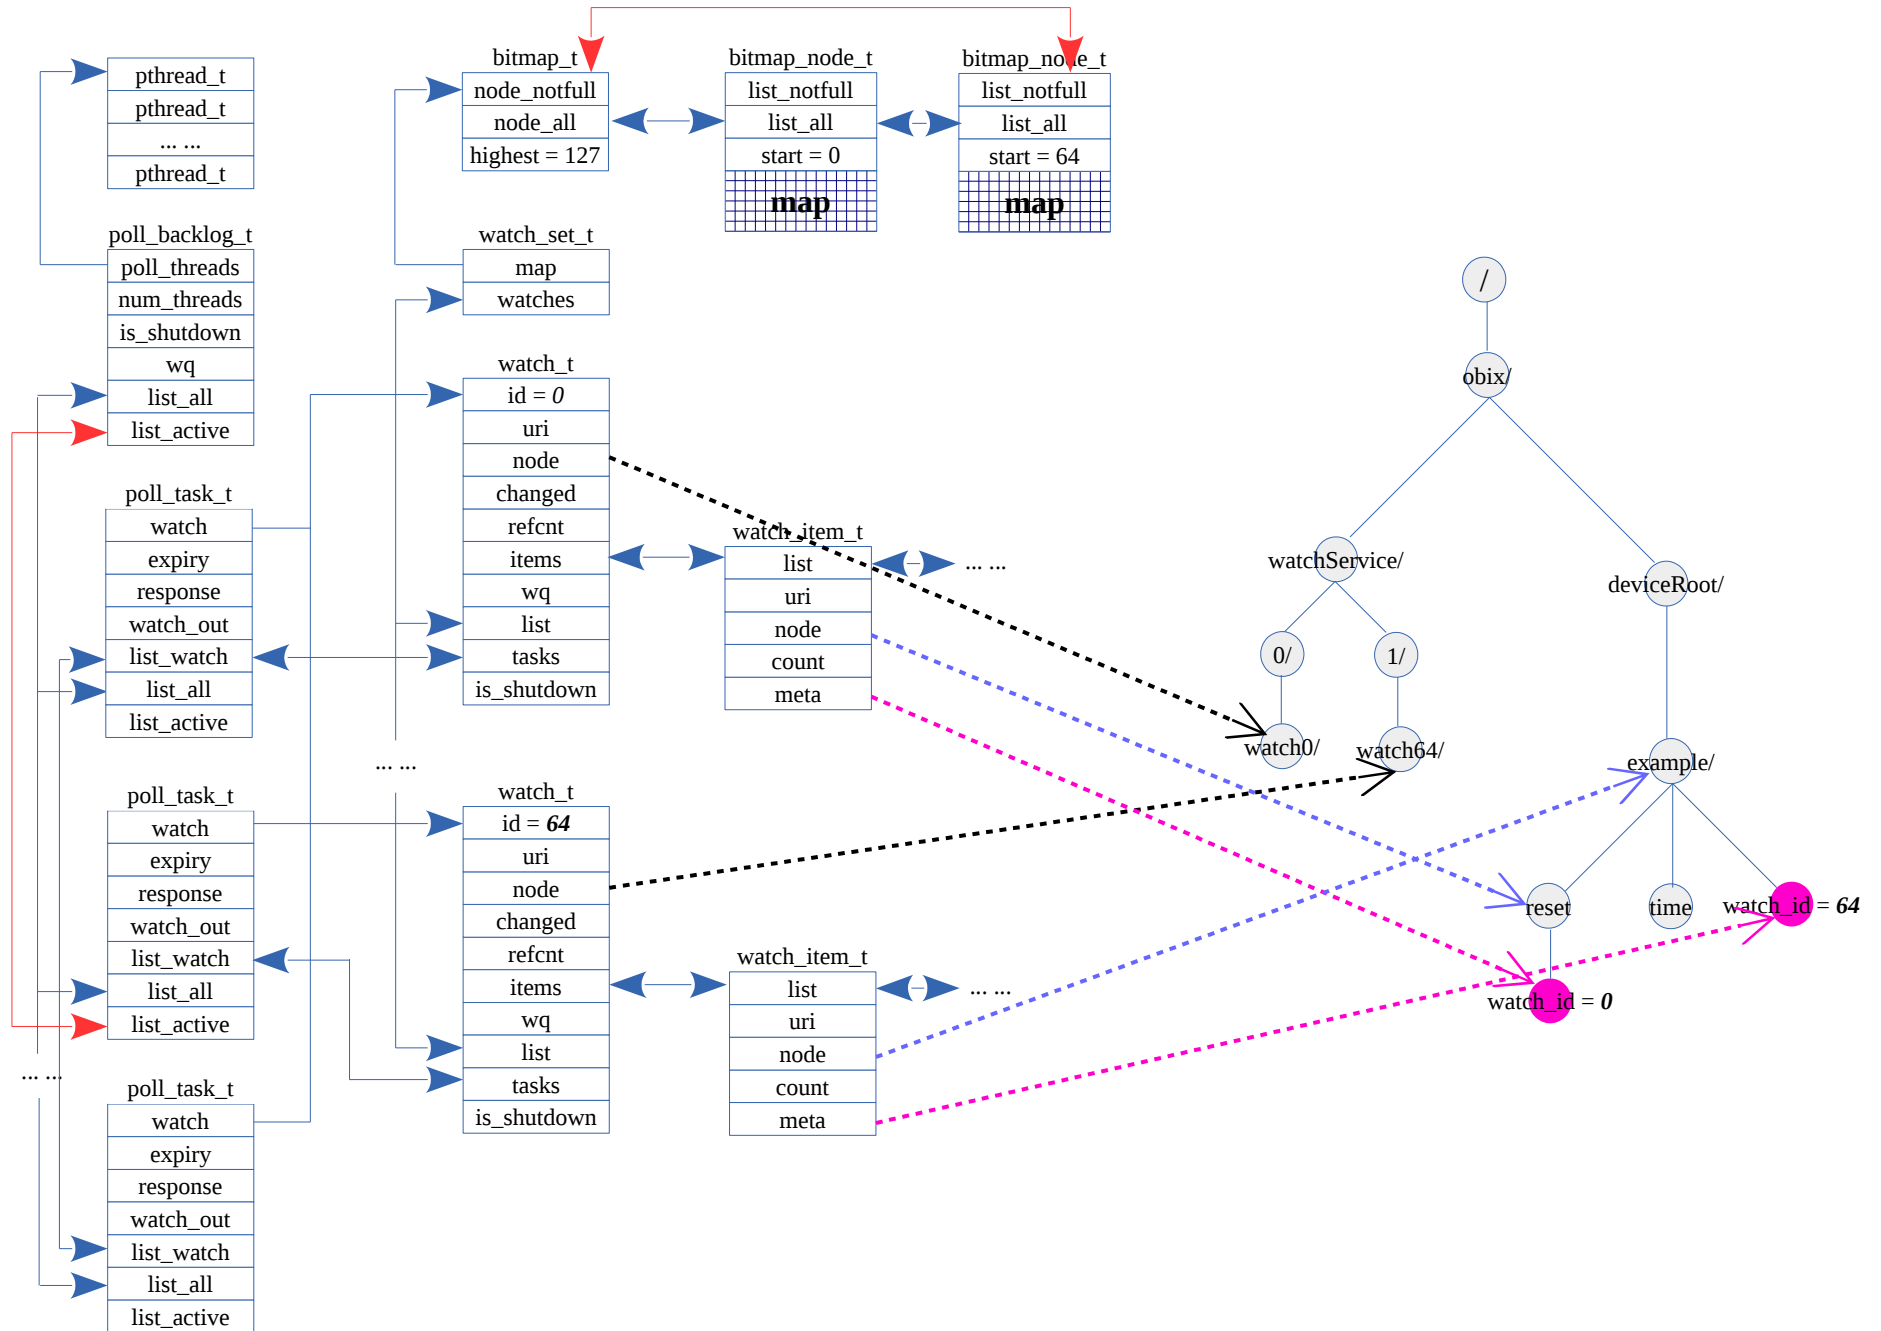 pthread_t
pthread_t
... ...
pthread_t
poll_backlog_t
poll_threads
num_threads
is_shutdown
wq
list_all
list_active
poll_task_t
watch
expiry
response
watch_out
list_watch
list_all
list_active
poll_task_t
watch
expiry
response
watch_out
list_watch
list_all
list_active
... ...
poll_task_t
watch
expiry
response
watch_out
list_watch
list_all
list_active
bitmap_t
node_notfull
node_all
highest = 127
bitmap_node_t
list_notfull
list_all
start = 0
map
bitmap_node_t
list_notfull
list_all
start = 64
map
watch_set_t
map
watches
watch_t
id = 0
uri
node
changed
refcnt
items
wq
list
tasks
is_shutdown
... ...
watch_t
id = 64
uri
node
changed
refcnt
items
wq
list
tasks
is_shutdown
watch_item_t
list
uri
node
count
meta
... ...
watch_item_t
list
uri
node
count
meta
... ...
/
obix/
watchService/
deviceRoot/
0/
1/
watch0/
watch64/
example/
reset
time
watch_id = 64
watch_id = 0